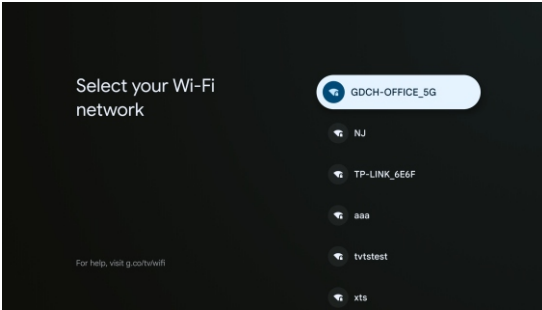 Select your Wi-Fi
network
GDCH-OFFICE_5G
NJ
TP-LINK_6E6F
aaa
tvtstest
xts
For help, visit g.co/tv/wifi